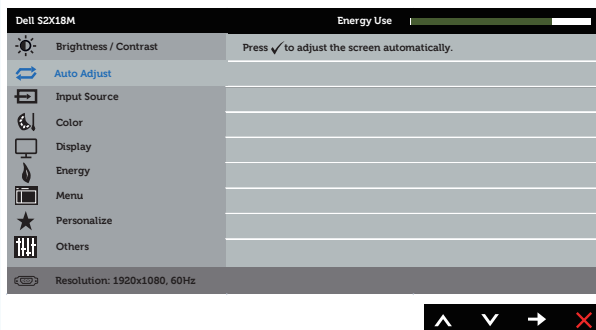 Dell S2X18M
Energy Use
Brightness / Contrast
Press ✓ to adjust the screen automatically.
Auto Adjust
Input Source
Color
Display
Energy
Menu
Personalize
Others
Resolution: 1920x1080, 60Hz